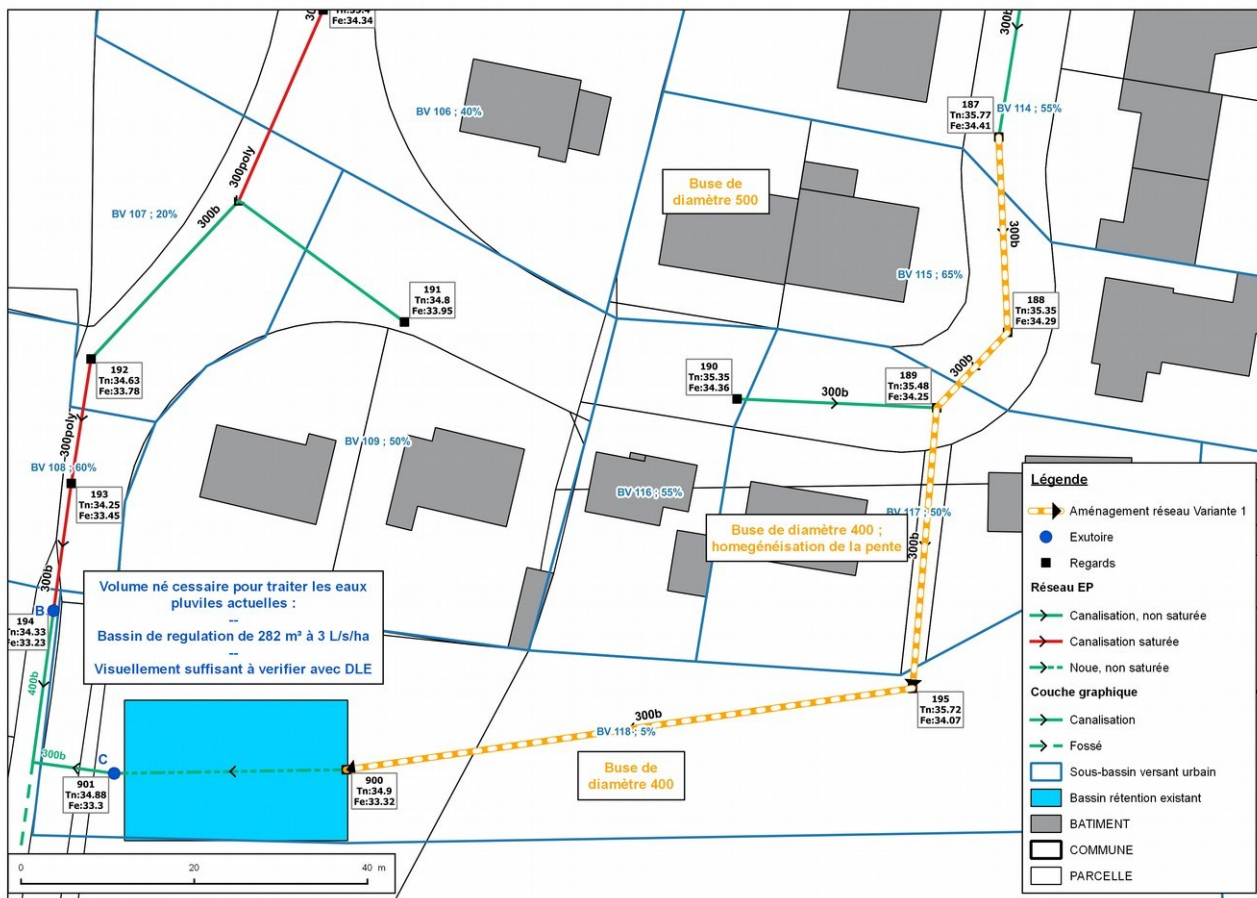 Tn:35.4
Fe:34.34
300b
187
Tn:35.77
Fe:34.41
BV 114 ; 55%
BV 106 ; 40%
300poly
Buse de
diamètre 500
BV 107 ; 20%
300b
300b
BV 115 ; 65%
191
Tn:34.8
Fe:33.95
188
Tn:35.35
Fe:34.29
192
Tn:34.63
Fe:33.78
190
Tn:35.35
Fe:34.36
300b
189
Tn:35.48
Fe:34.25
300b
300poly
BV 109 ; 50%
BV 108 ; 60%
193
Tn:34.25
Fe:33.45
BV 116 ; 55%
BV 117 ; 50%
Buse de diamètre 400 ;
homegénéisation de la pente
300b
300b
Volume né cessaire pour traiter les eaux
pluviles actuelles :
--
Bassin de regulation de 282 m³ à 3 L/s/ha
--
Visuellement suffisant à verifier avec DLE
B
194
Tn:34.33
Fe:33.23
400b
195
Tn:35.72
Fe:34.07
300b
BV 118 ; 5%
300b
C
901
Tn:34.88
Fe:33.3
900
Tn:34.9
Fe:33.32
Buse de
diamètre 400
0 20 40 m
Légende
Aménagement réseau Variante 1
Exutoire
Regards
Réseau EP
Canalisation, non saturée
Canalisation saturée
Noue, non saturée
Couche graphique
Canalisation
Fossé
Sous-bassin versant urbain
Bassin rétention existant
BATIMENT
COMMUNE
PARCELLE